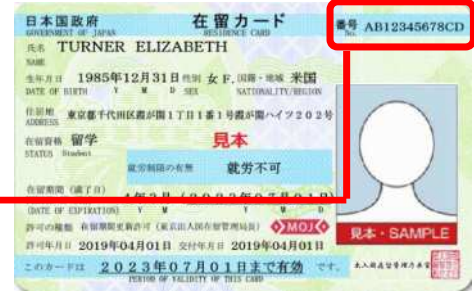 日本国政府 在留カード 番号 AB12345678CD
GOVERNMENT OF JAPAN RESIDENCE CARD No.
氏名 TURNER ELIZABETH
NAME
生年月日 1985年12月31日 性別 女 F. 国籍・地域 米国
DATE OF BIRTH Y M D SEX NATIONALITY/REGION
住居地 東京都千代田区霞が関1丁目1番1号霞が関ハイツ202号
ADDRESS
在留資格 留学 見本
STATUS Student
就労制限の有無 就労不可
在留期間 (満了日)
(DATE OF EXPIRATION) Y M Y M D
許可の種類 在留期間更新許可 (東京出入国在留管理局長) MOJ
見本・SAMPLE
許可年月日 2019年04月01日 交付年月日 2019年04月01日
このカードは 2023年07月01日まで有効 です。
PERIOD OF VALIDITY OF THIS CARD